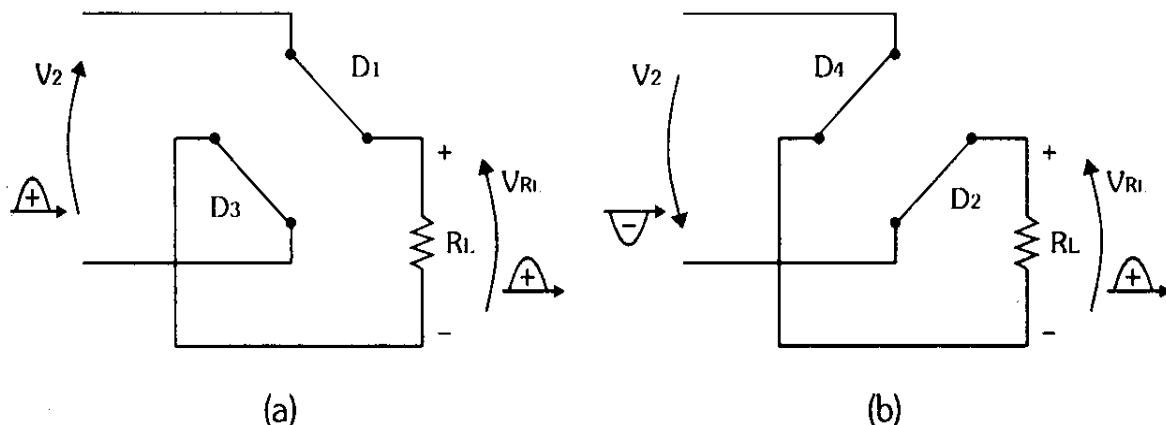 V2
D1
D3
+
+
-
VRL
RL
+
(a)
V2
D4
D2
-
+
-
VRL
RL
+
(b)